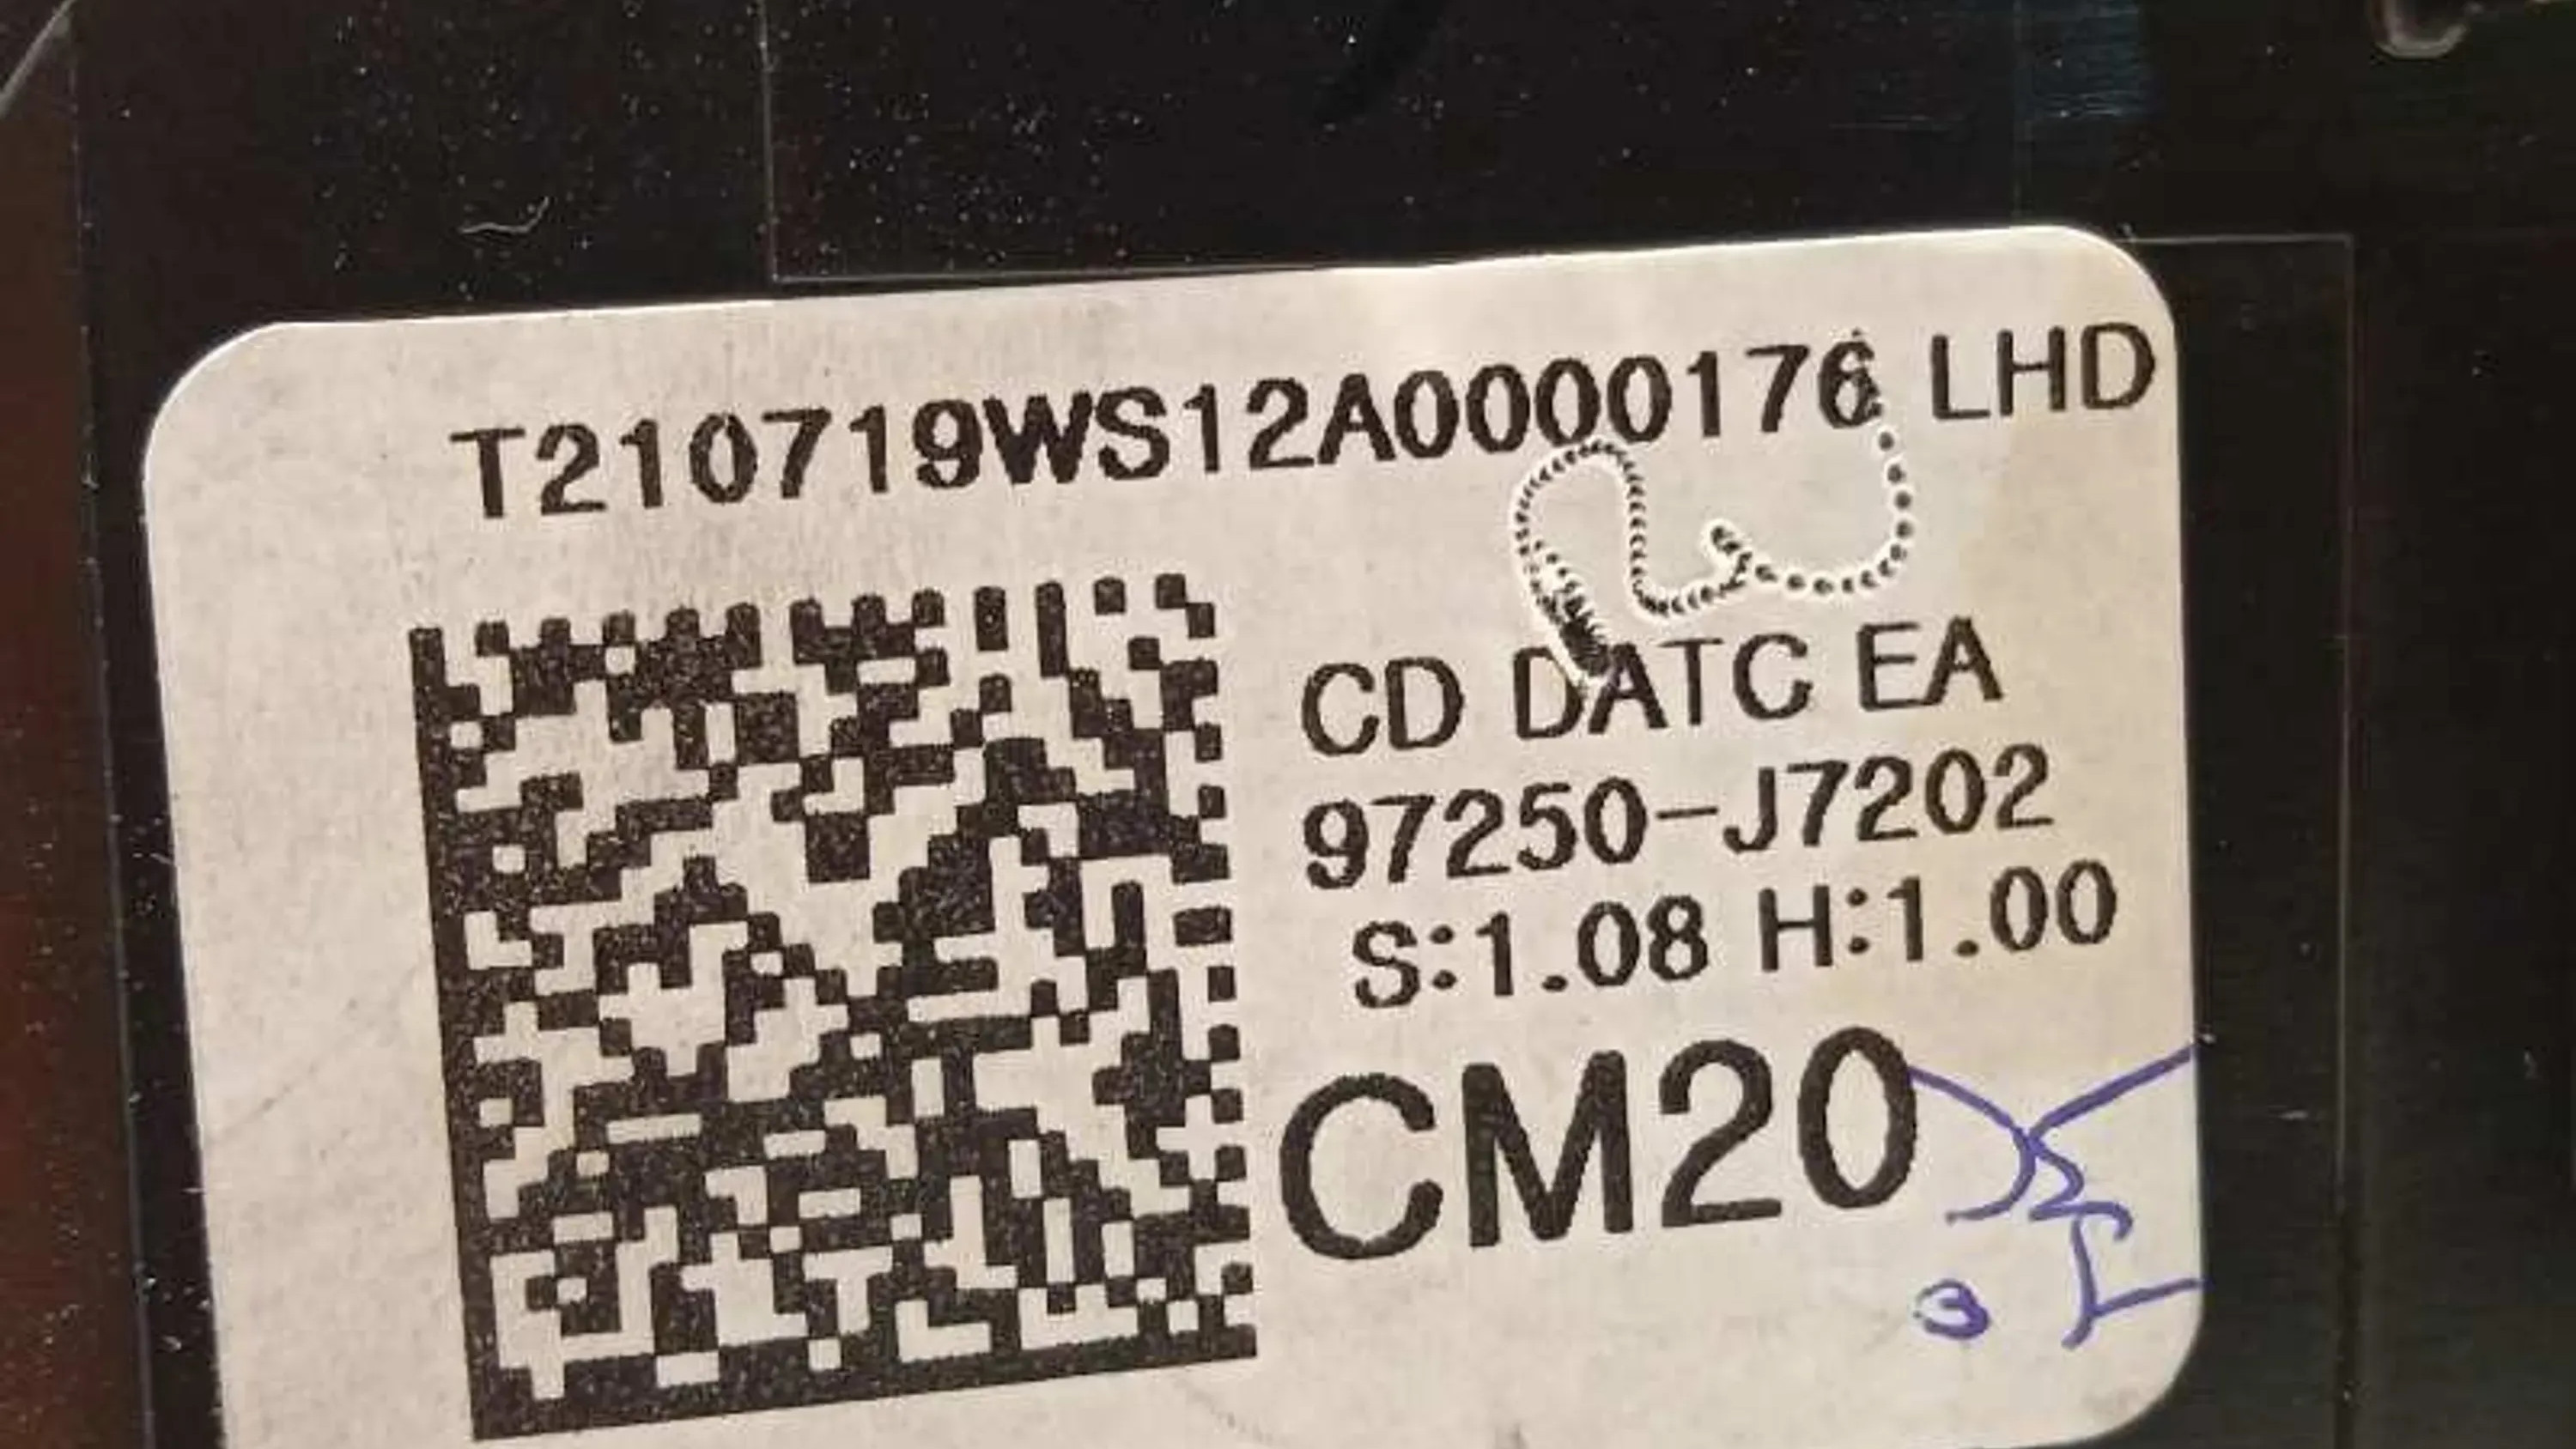 T210719WS12A0000176 LHD
CD DATC EA
97250-J7202
S:1.08 H:1.00
CM20